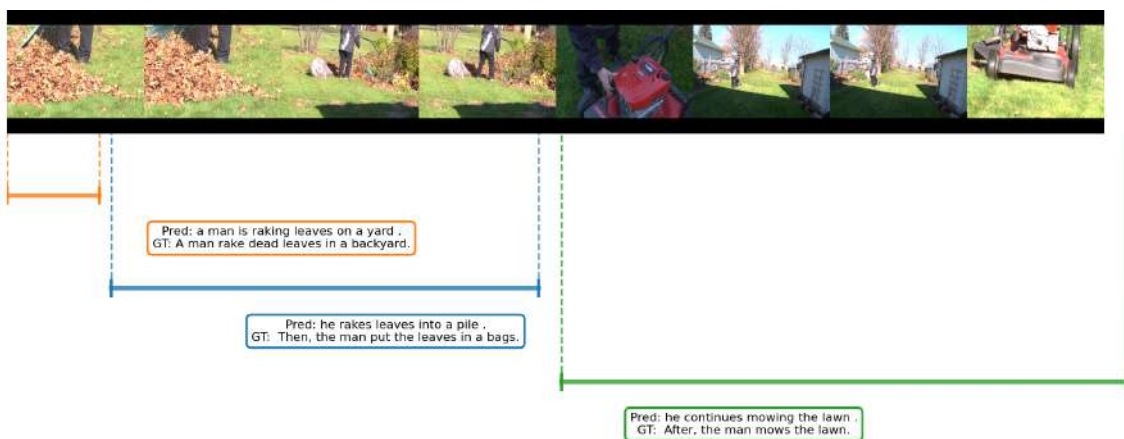 Pred: a man is raking leaves on a yard .
GT: A man rake dead leaves in a backyard.
Pred: he rakes leaves into a pile .
GT: Then, the man put the leaves in a bags.
Pred: he continues mowing the lawn .
GT: After, the man mows the lawn.